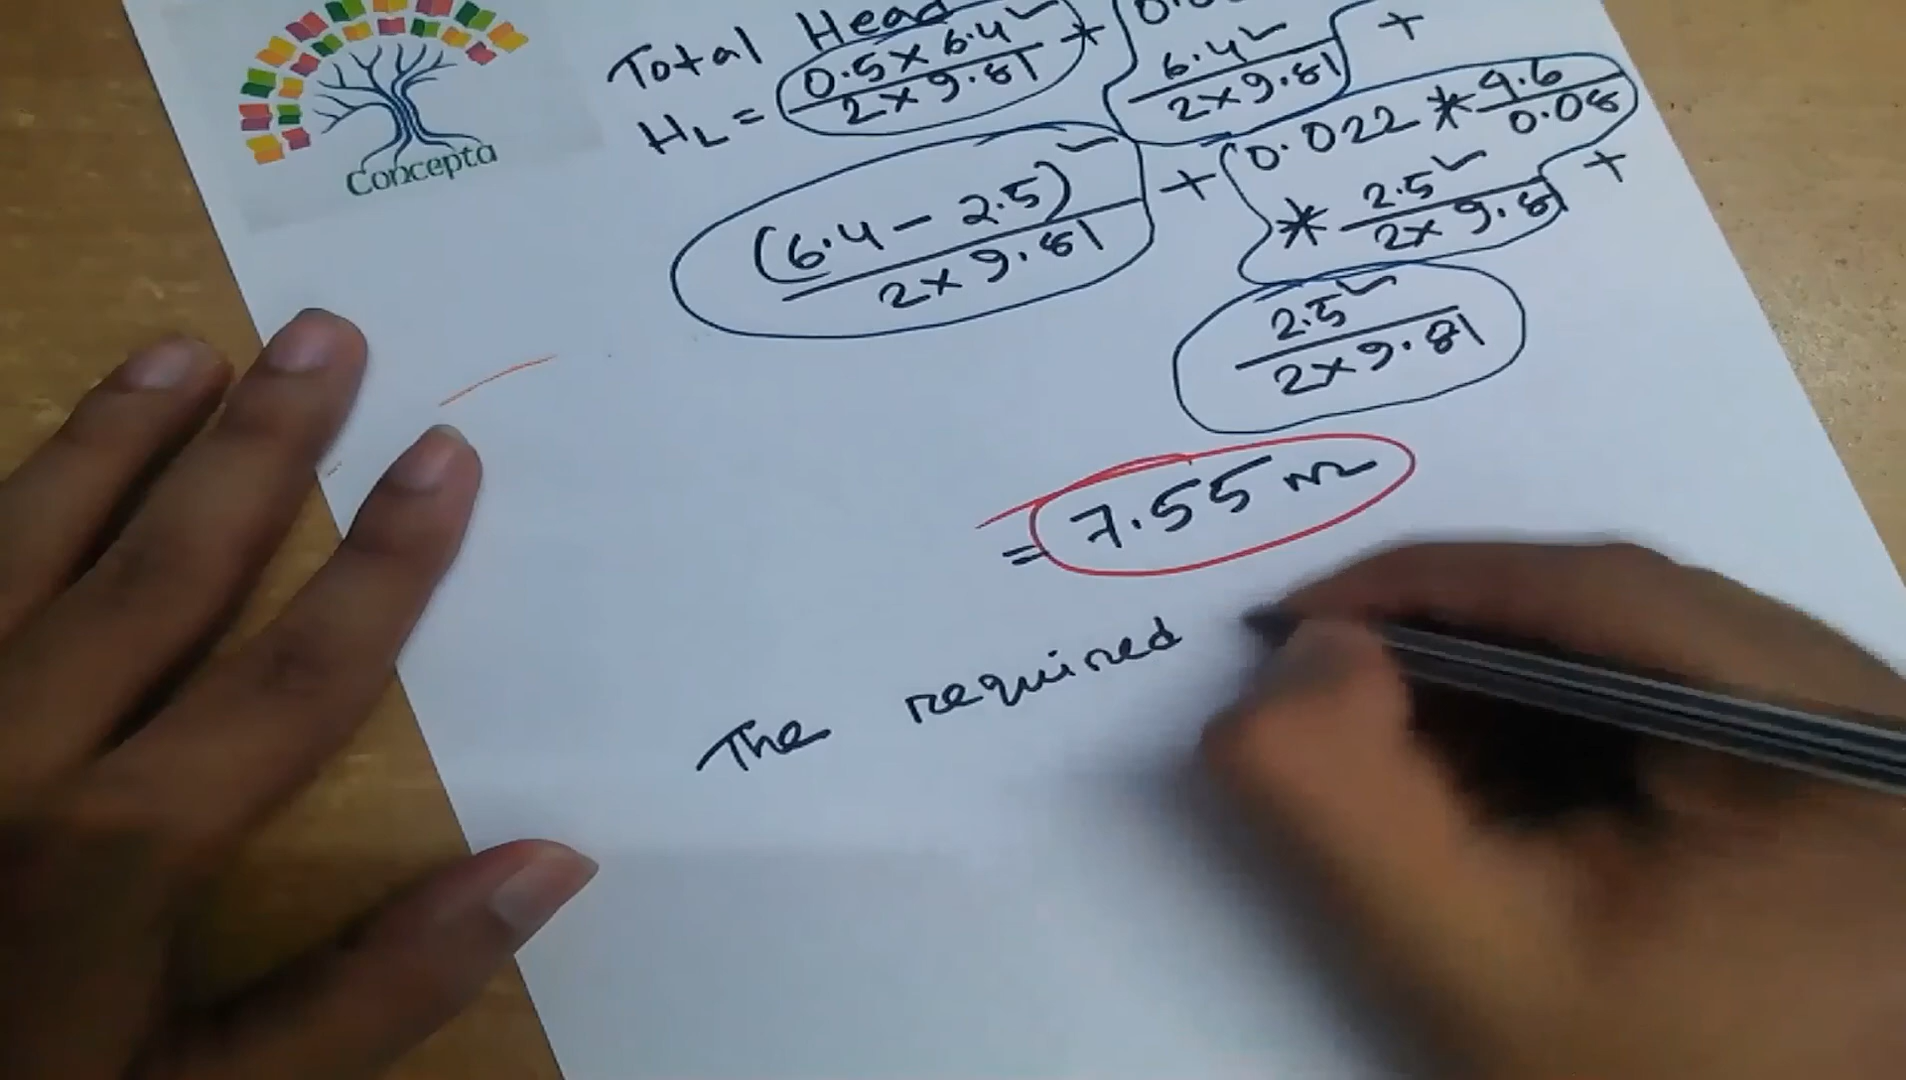 Concepta
Total Head
HL = 0.5 × 6.4² / 2 × 9.81 +
6.4² / 2 × 9.81 +
(6.4 - 2.5)² / 2 × 9.81 + 0.022 * 9.6 / 0.08
* 2.5² / 2 × 9.81 +
2.5² / 2 × 9.81
= 7.55 m
The required